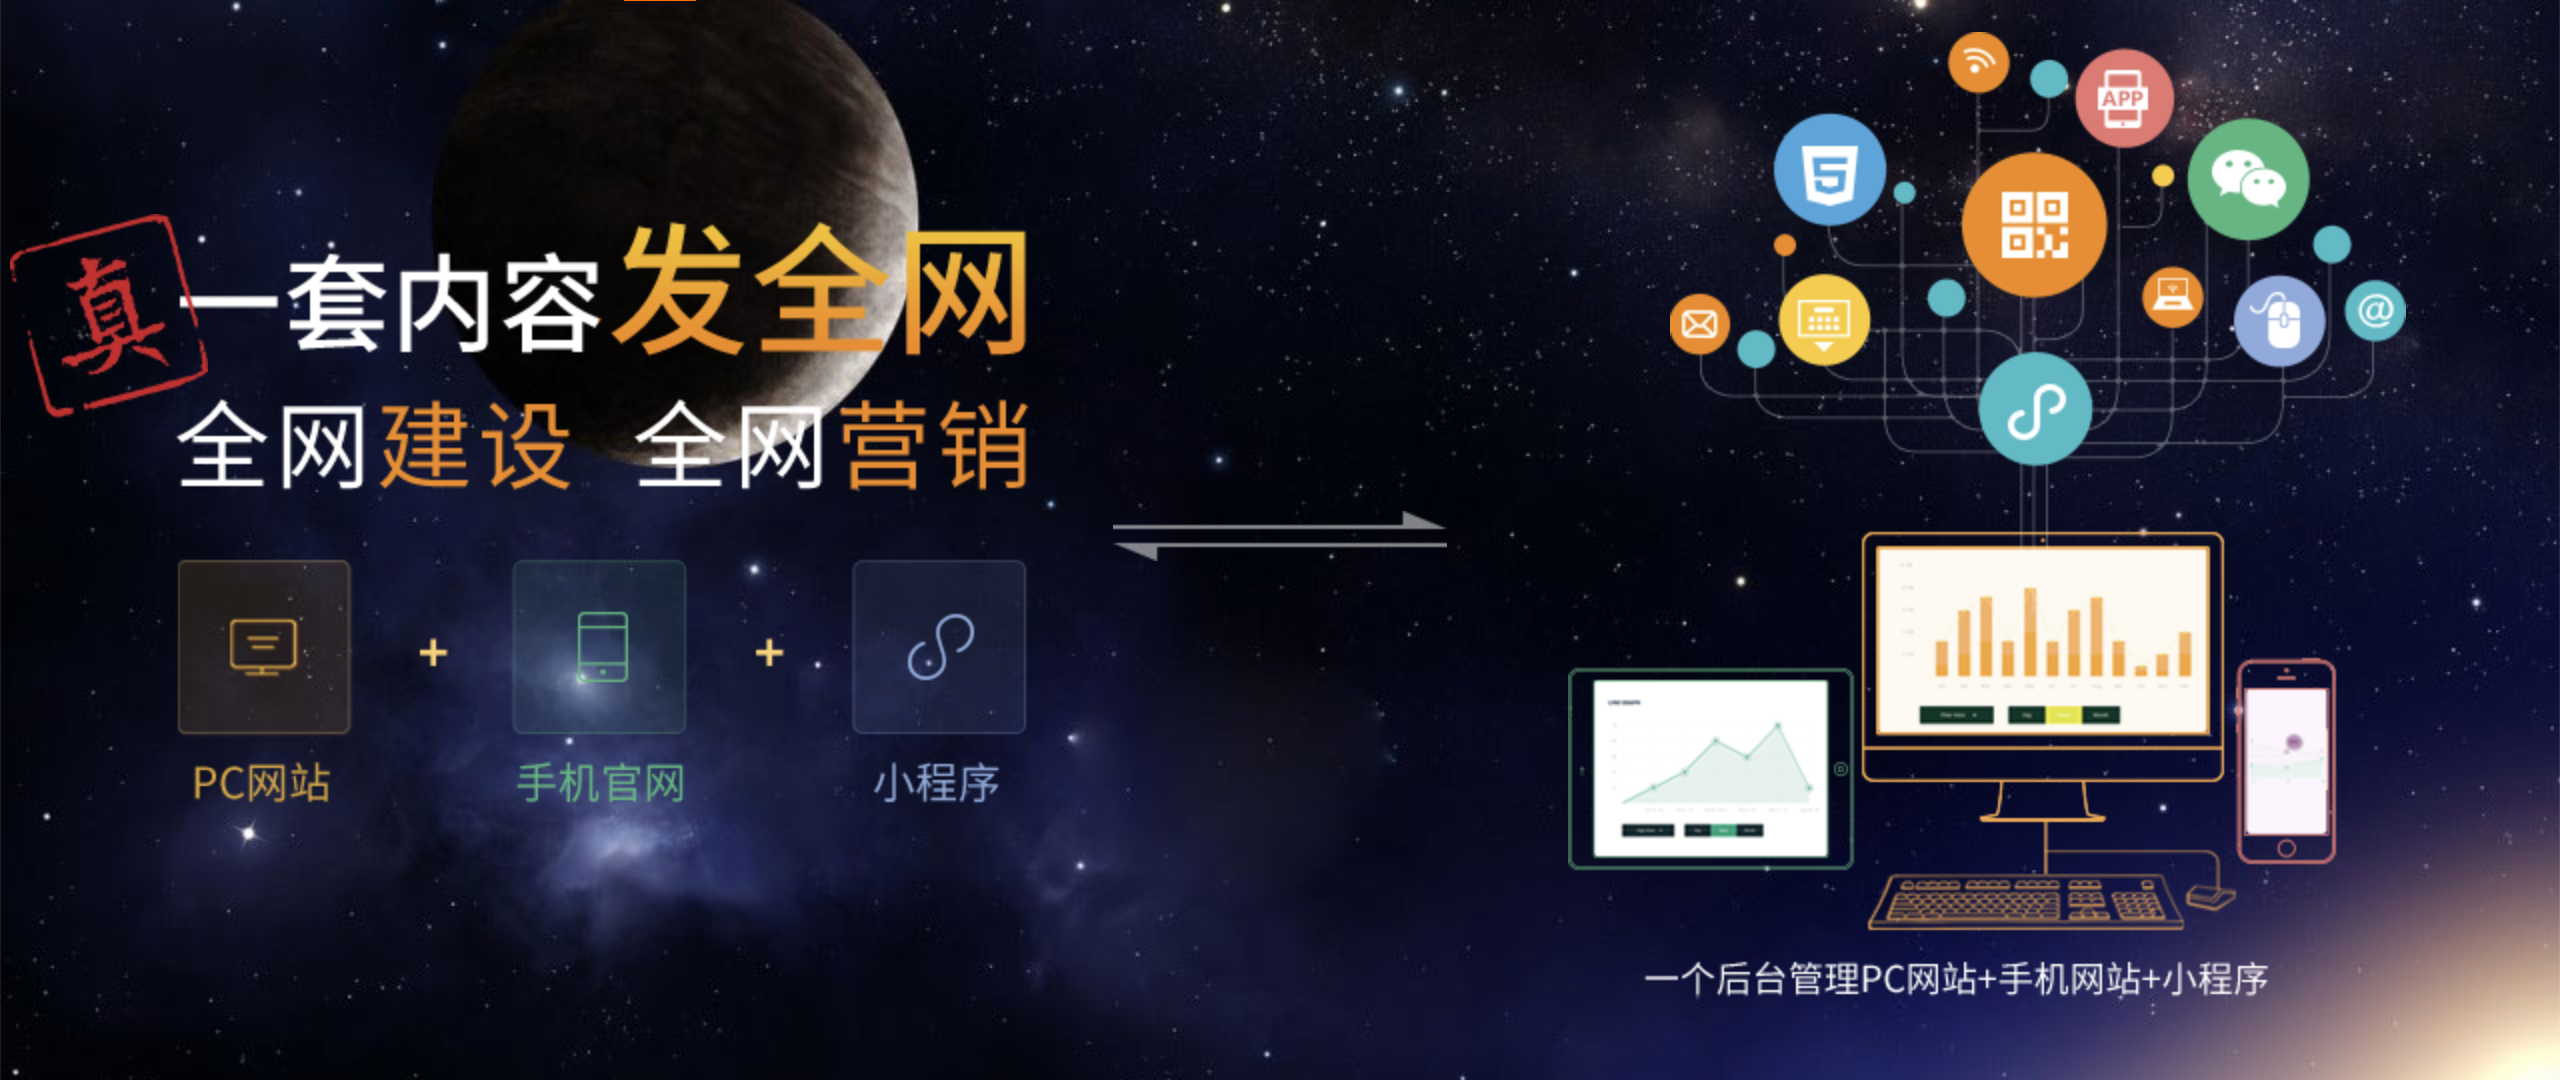 真
一套内容发全网
全网建设 全网营销
PC网站 + 手机官网 + 小程序
APP
5
@
一个后台管理PC网站+手机网站+小程序